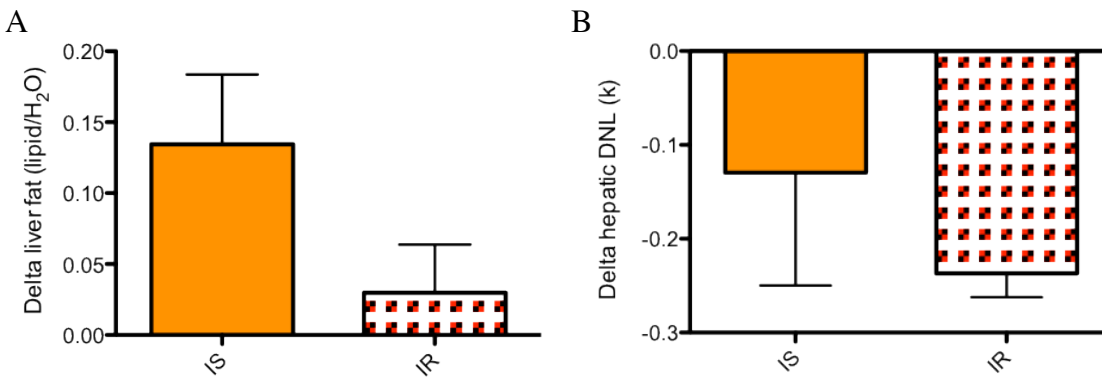 A
Delta liver fat (lipid/H₂O)
0.20
0.15
0.10
0.05
0.00
IS
IR
B
Delta hepatic DNL (k)
0.0
-0.1
-0.2
-0.3
IS
IR